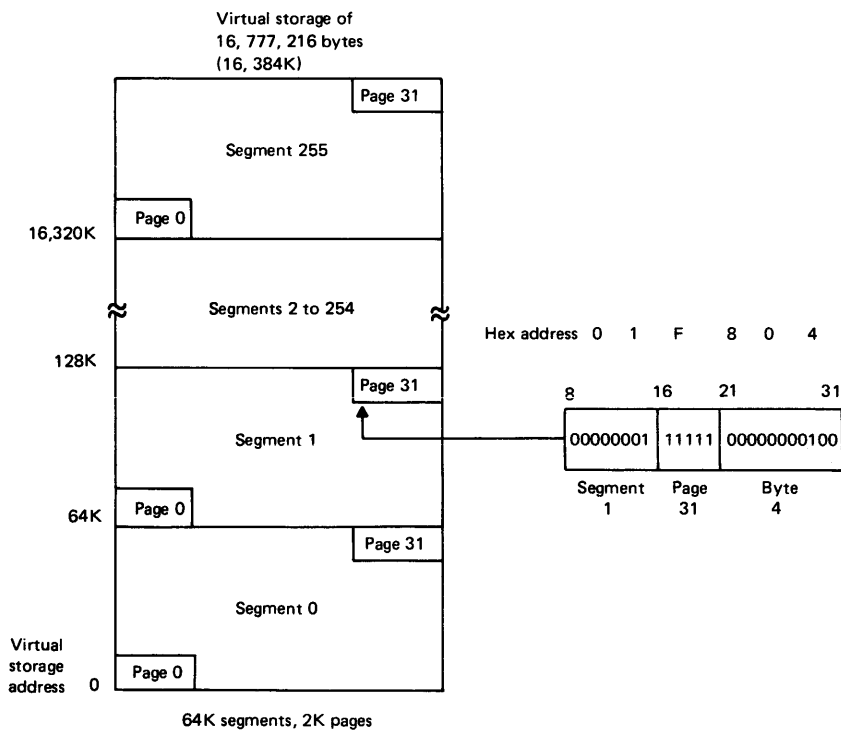 Virtual storage of
16, 777, 216 bytes
(16, 384K)
Page 31
Segment 255
Page 0
16,320K
Segments 2 to 254
128K
Page 31
Segment 1
Page 0
64K
Page 31
Segment 0
Page 0
Virtual
storage
address 0
64K segments, 2K pages
Hex address 0 1 F 8 0 4
8 16 21 31
00000001 11111 00000000100
Segment Page Byte
1 31 4